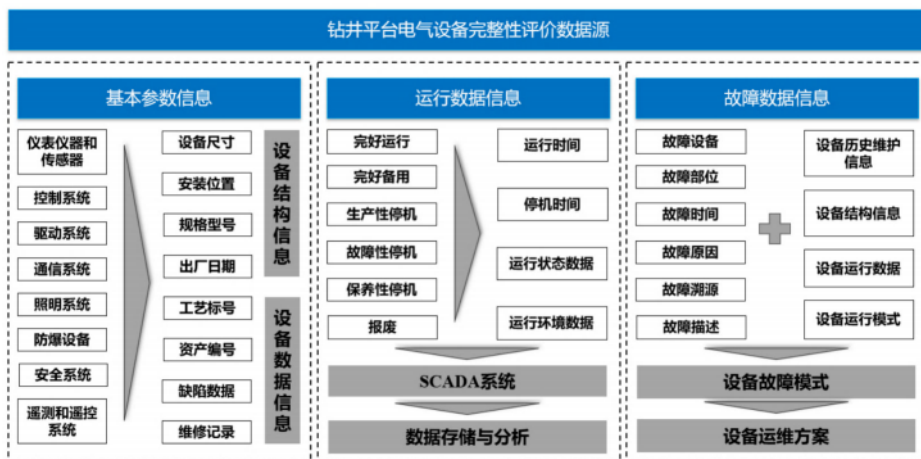 钻井平台电气设备完整性评价数据源
基本参数信息
仪表仪器和
传感器
控制系统
驱动系统
通信系统
照明系统
防爆设备
安全系统
遥测和遥控
系统
设备尺寸
安装位置
规格型号
出厂日期
工艺标号
资产编号
缺陷数据
维修记录
设备结构信息
设备数据信息
运行数据信息
完好运行
完好备用
生产性停机
故障性停机
保养性停机
报废
运行时间
停机时间
运行状态数据
运行环境数据
SCADA系统
数据存储与分析
故障数据信息
故障设备
故障部位
故障时间
故障原因
故障溯源
故障描述
设备历史维护
信息
设备结构信息
设备运行数据
设备运行模式
设备故障模式
设备运维方案